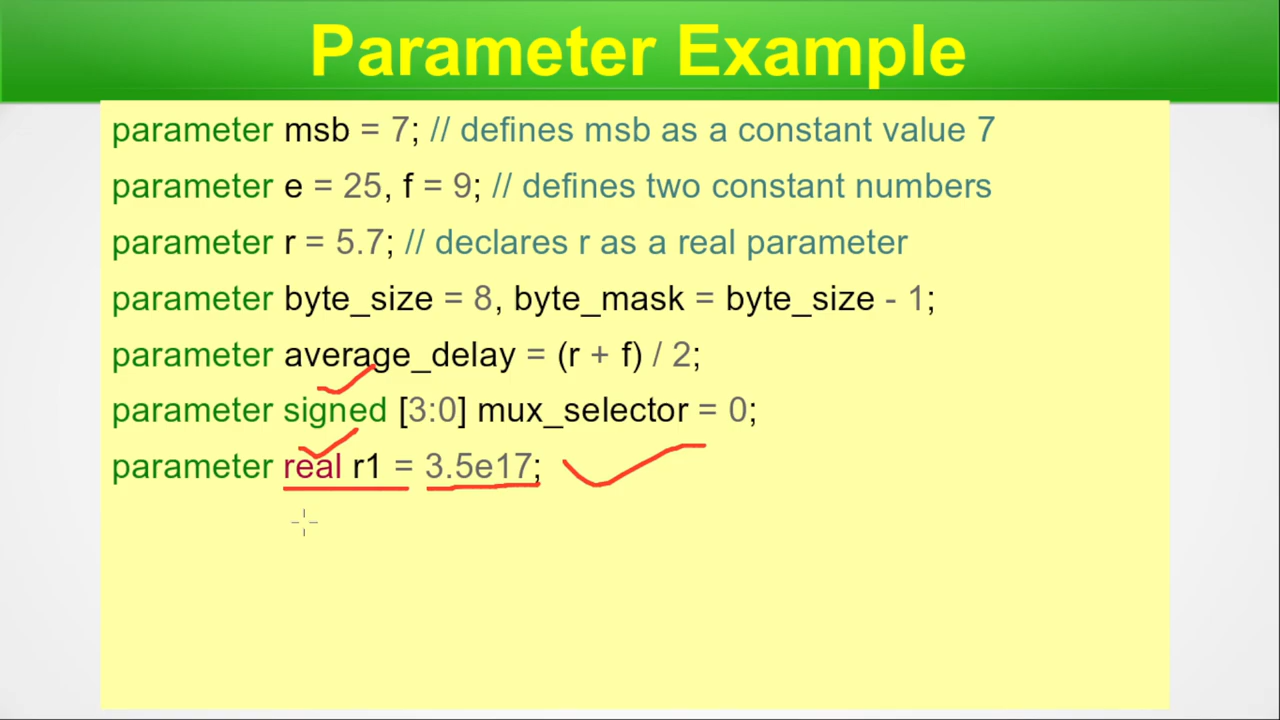 Parameter Example
parameter msb = 7; // defines msb as a constant value 7
parameter e = 25, f = 9; // defines two constant numbers
parameter r = 5.7; // declares r as a real parameter
parameter byte_size = 8, byte_mask = byte_size - 1;
parameter average_delay = (r + f) / 2;
parameter signed [3:0] mux_selector = 0;
parameter real r1 = 3.5e17;